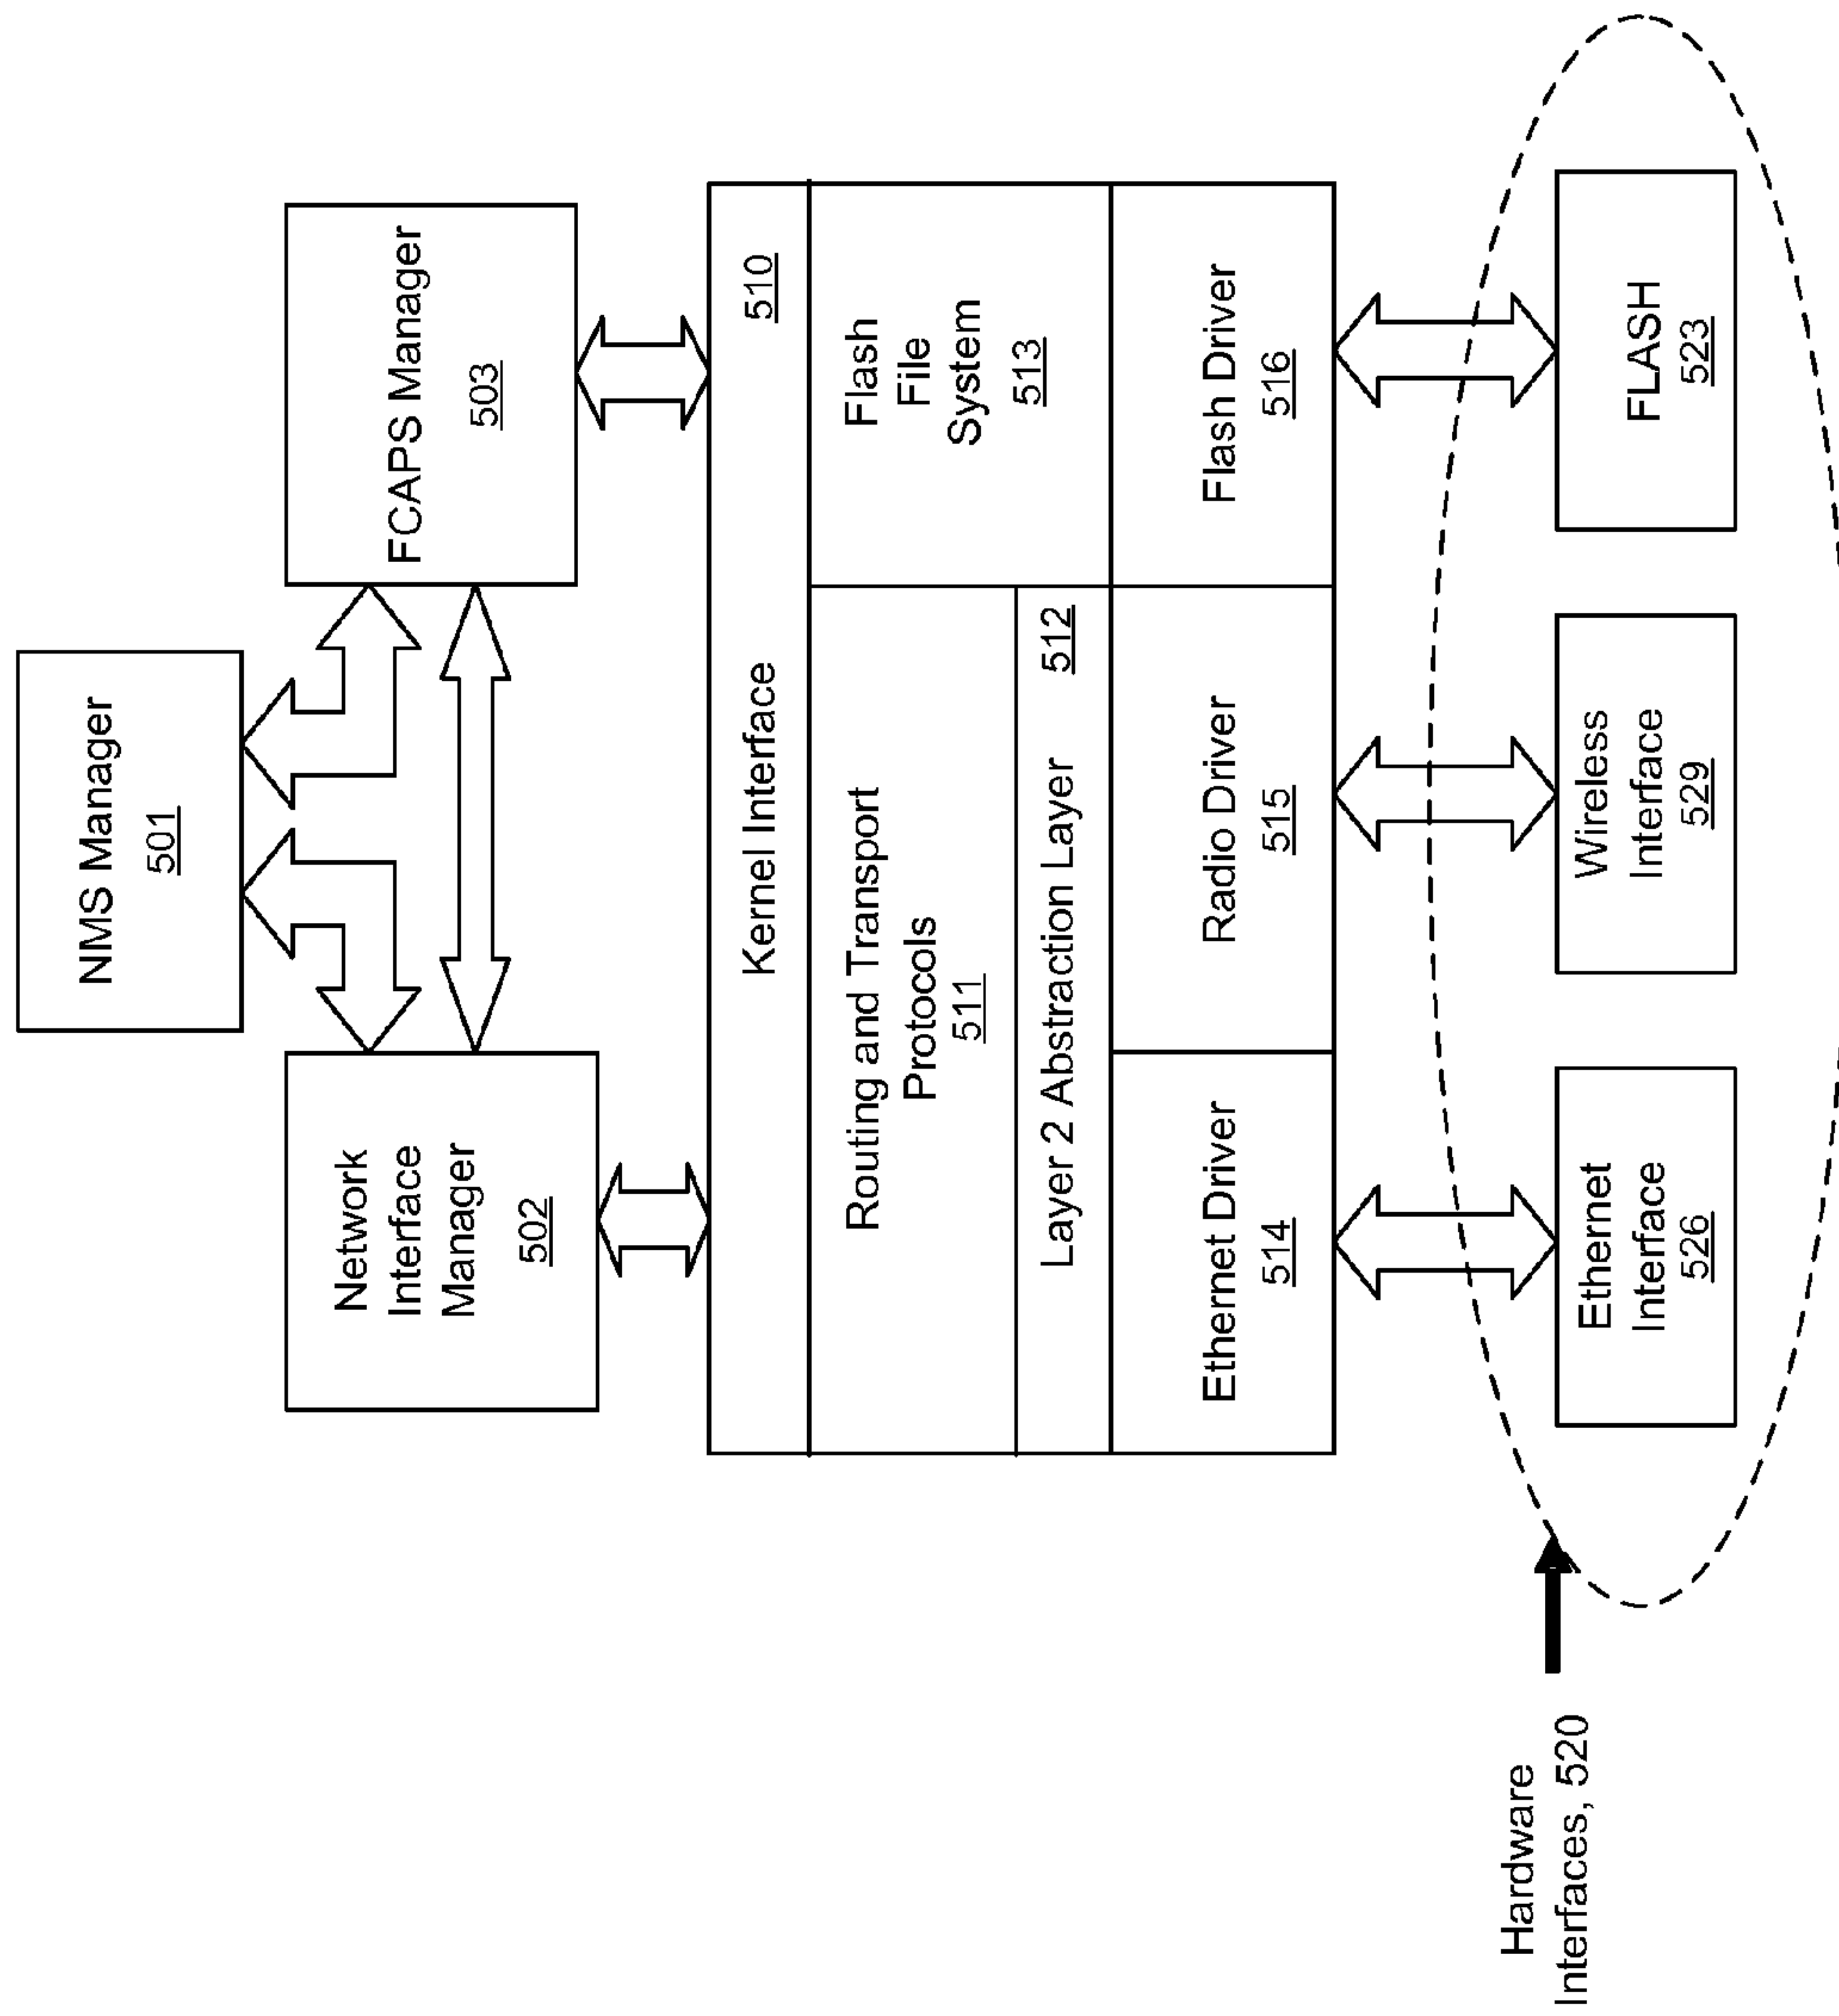 NMS Manager
501
Network
Interface
Manager
502
FCAPS Manager
503
Kernel Interface
510
Routing and Transport
Protocols
511
Flash
File
System
513
Layer 2 Abstraction Layer
512
Ethernet Driver
514
Radio Driver
515
Flash Driver
516
Hardware
Interfaces, 520
Ethernet
Interface
526
Wireless
Interface
529
FLASH
523